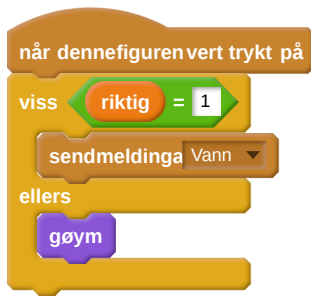 når dennefiguren vert trykt på
viss riktig = 1
sendmeldinga Vann
ellers
gøym